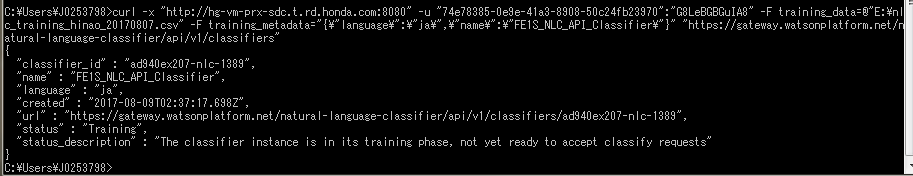 C:\Users\J0253798>curl -x "http://hg-vm-prx-sdc.t.rd.honda.com:8080" -u "74e78385-0e9e-41a3-8908-50c24fb23970":"G8LeBGBGuIA8" -F training_data=@"E:¥nl
c_training_hinao_20170807.csv" -F training_metadata="{¥"language¥":¥"ja¥",¥"name¥":¥"FE1S_NLC_API_Classifier¥"}" "https://gateway.watsonplatform.net/n
atural-language-classifier/api/v1/classifiers"
{
  "classifier_id" : "ad940ex207-nlc-1389",
  "name" : "FE1S_NLC_API_Classifier",
  "language" : "ja",
  "created" : "2017-08-09T02:37:17.698Z",
  "url" : "https://gateway.watsonplatform.net/natural-language-classifier/api/v1/classifiers/ad940ex207-nlc-1389",
  "status" : "Training",
  "status_description" : "The classifier instance is in its training phase, not yet ready to accept classify requests"
}
C:¥Users¥J0253798>